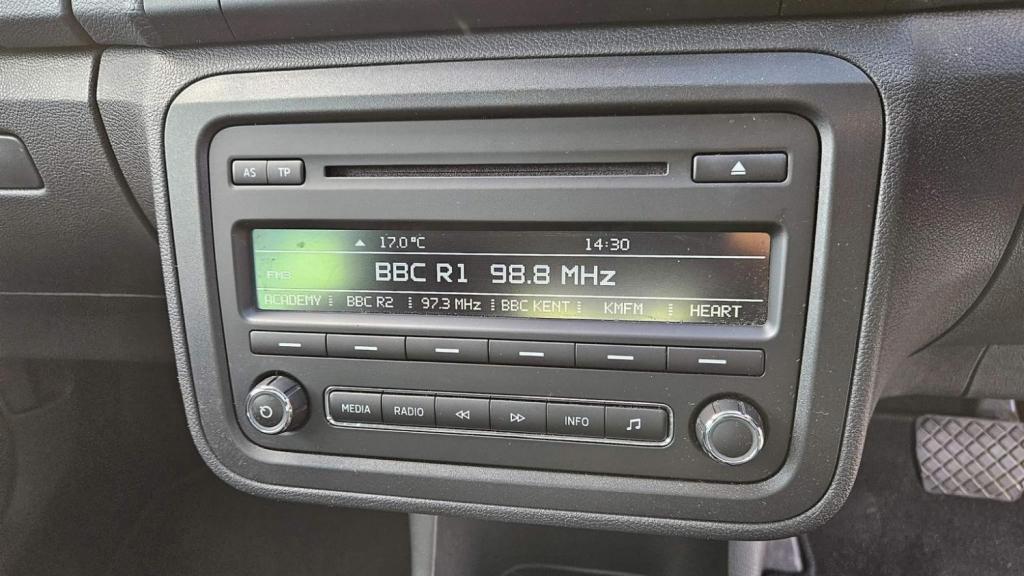 AS TP
17.0°C 14:30
FM3 BBC R1 98.8 MHz
ACADEMY BBC R2 97.3 MHz BBC KENT KMFM HEART
MEDIA RADIO INFO